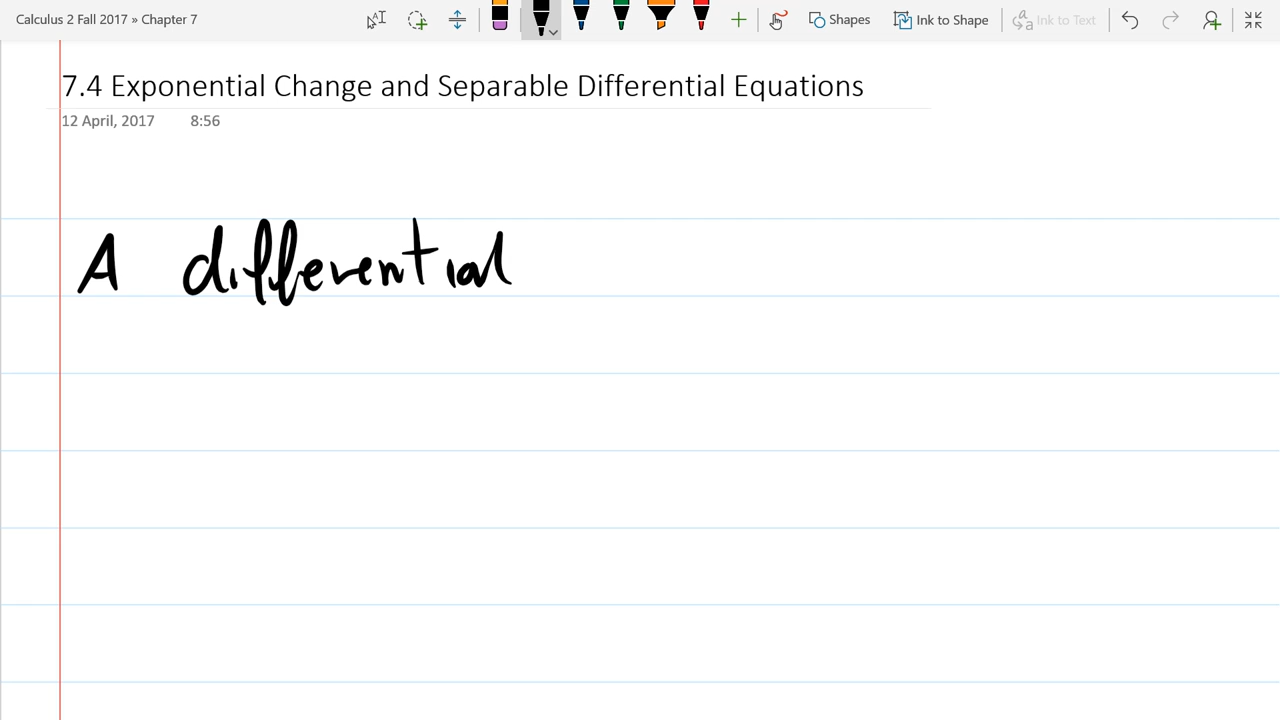 Calculus 2 Fall 2017 » Chapter 7
Shapes
Ink to Shape
Ink to Text
7.4 Exponential Change and Separable Differential Equations
12 April, 2017 8:56
A differential